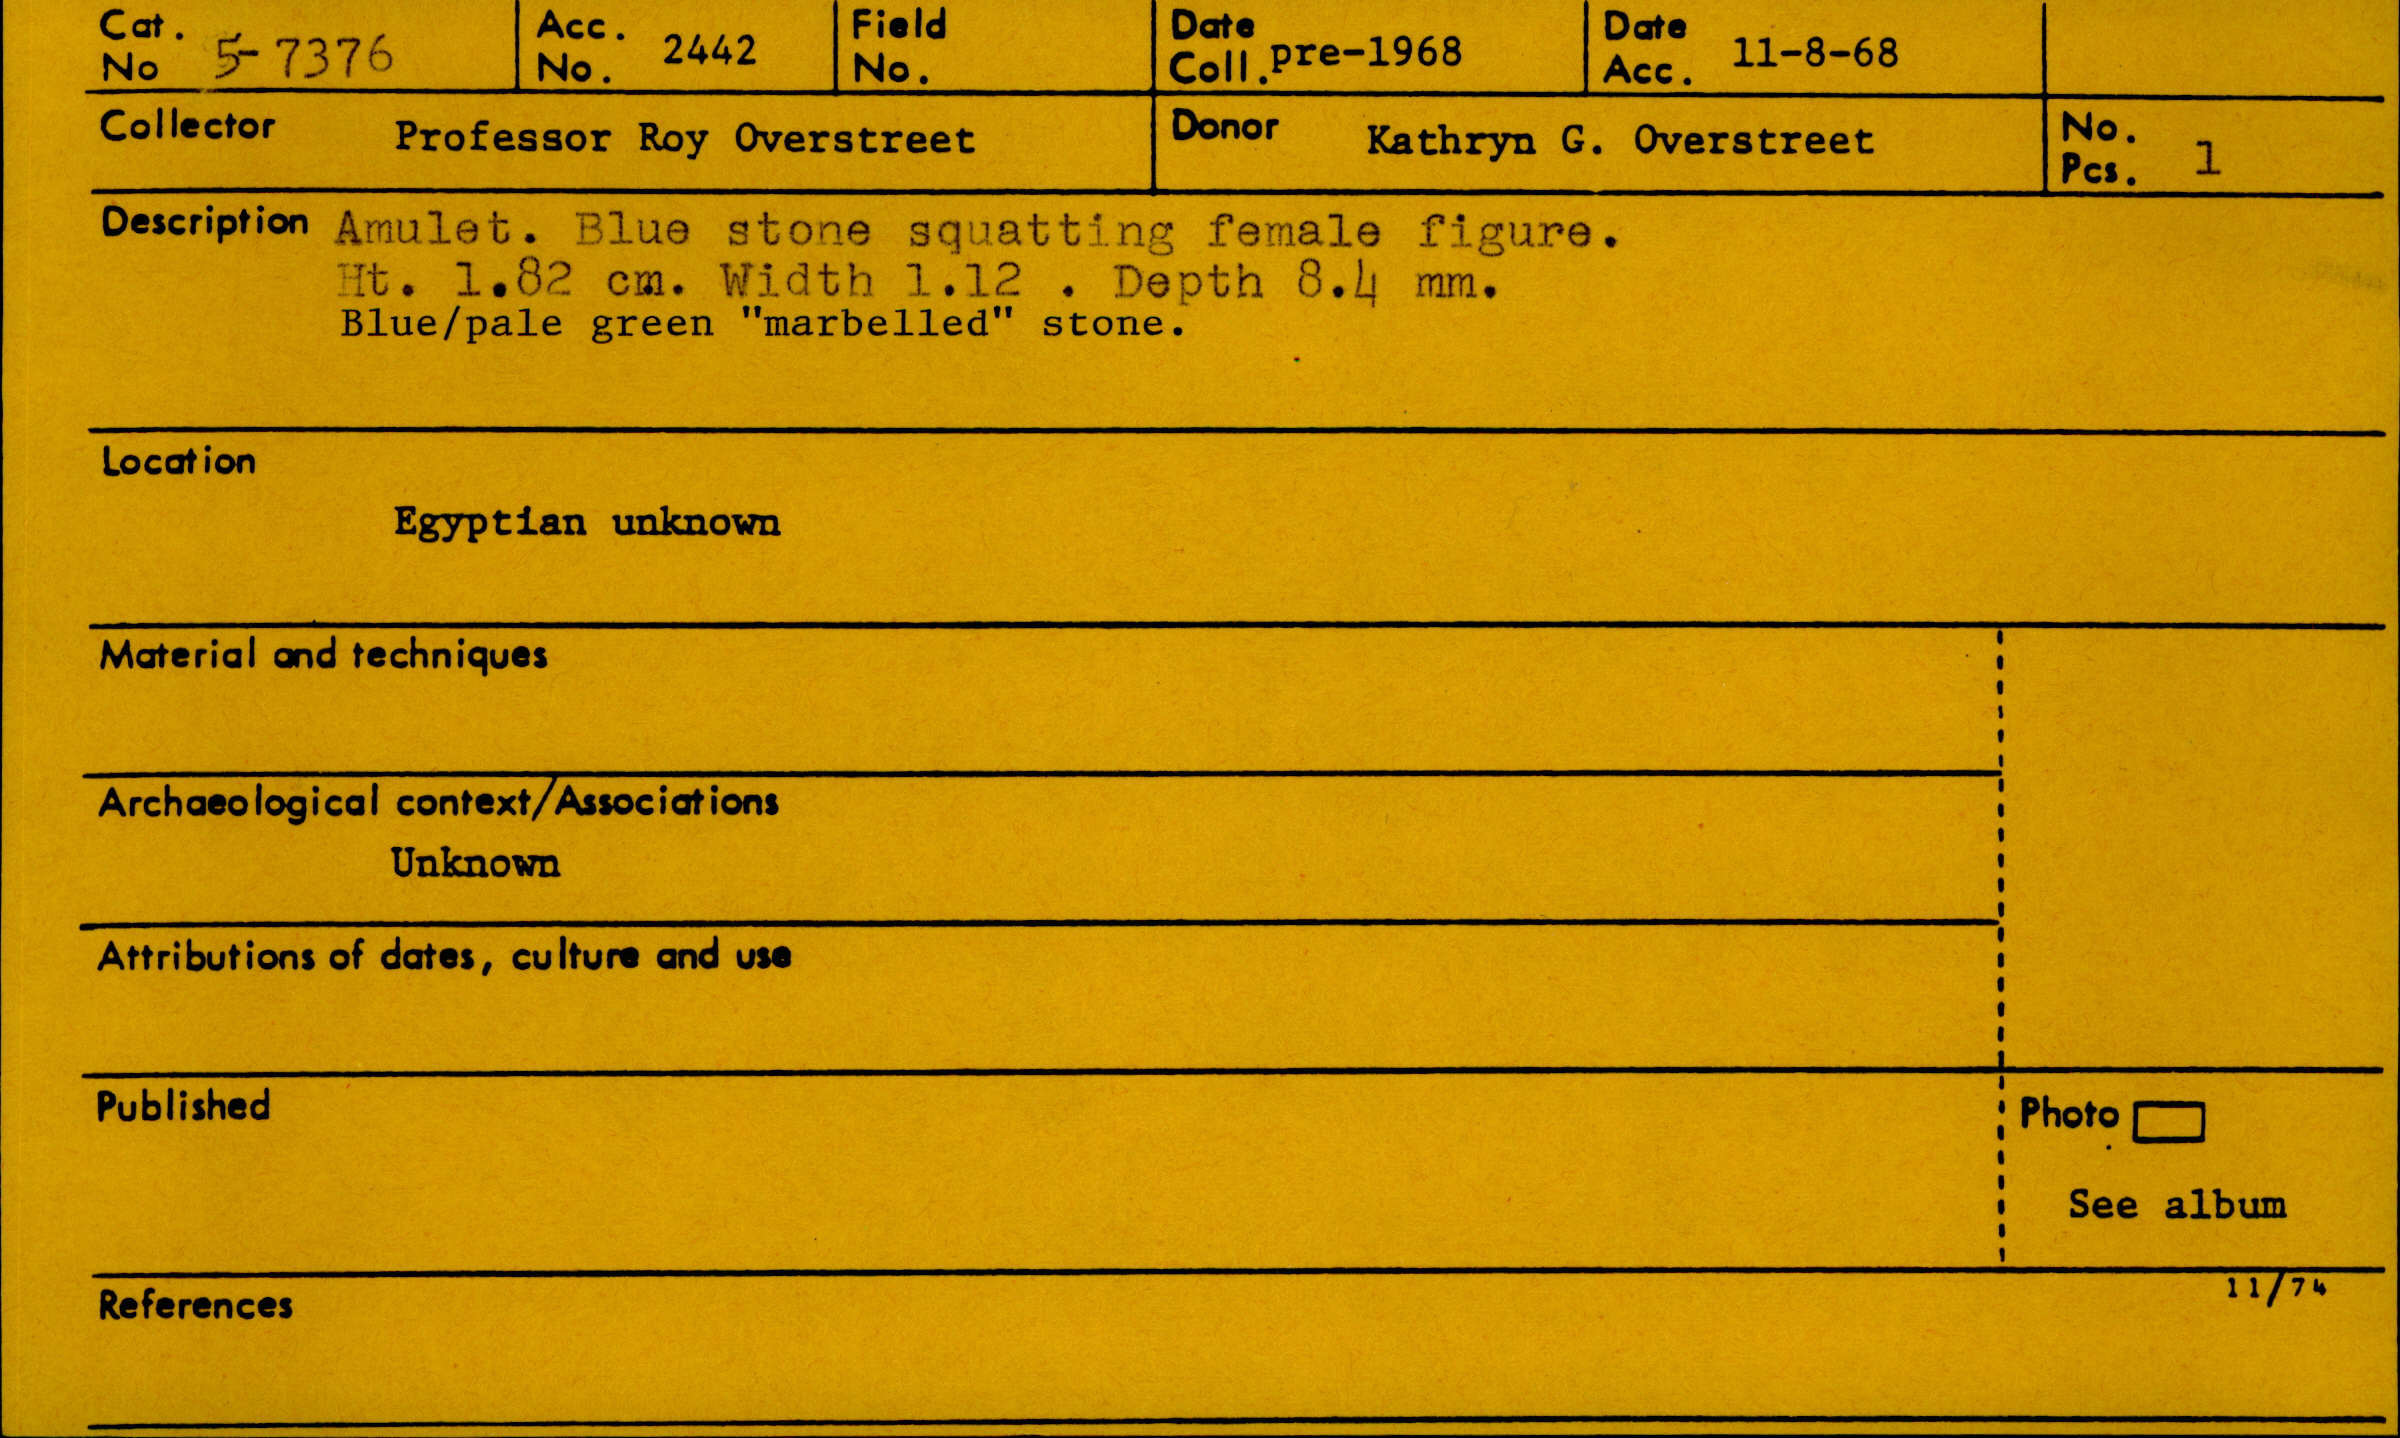 Cat. No 5-7376 Acc. No. 2442 Field No. Date Coll. pre-1968 Date Acc. 11-8-68
Collector Professor Roy Overstreet Donor Kathryn G. Overstreet No. Pcs. 1
Description Amulet. Blue stone squatting female figure.
Ht. 1.82 cm. Width 1.12 . Depth 8.4 mm.
Blue/pale green "marbelled" stone.
Location
Egyptian unknown
Material and techniques
Archaeological context/Associations
Unknown
Attributions of dates, culture and use
Published
Photo
See album
References
11/74